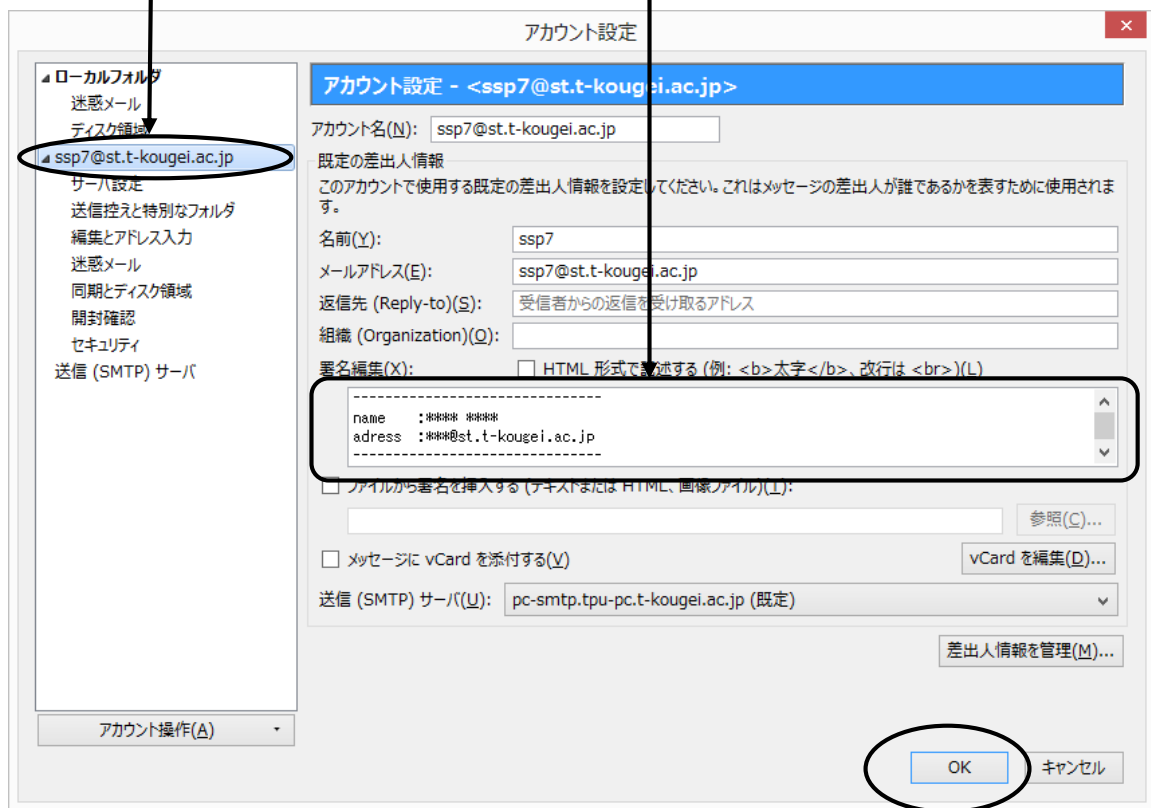 アカウント設定
ローカルフォルダ
迷惑メール
ディスク領域
ssp7@st.t-kougei.ac.jp
サーバ設定
送信控えと特別なフォルダ
編集とアドレス入力
迷惑メール
同期とディスク領域
開封確認
セキュリティ
送信 (SMTP) サーバ
アカウント操作(A)
アカウント設定 - <ssp7@st.t-kougei.ac.jp>
アカウント名(N): ssp7@st.t-kougei.ac.jp
既定の差出人情報
このアカウントで使用する既定の差出人情報を設定してください。これはメッセージの差出人が誰であるかを表すために使用されま
す。
名前(Y): ssp7
メールアドレス(E): ssp7@st.t-kougei.ac.jp
返信先 (Reply-to)(S): 受信者からの返信を受け取るアドレス
組織 (Organization)(O):
署名編集(X): HTML 形式で記述する (例: <b>太字</b>、改行は <br>)(L)
-------------------------------
name :**** ****
adress :***@st.t-kougei.ac.jp
-------------------------------
ファイルから署名を挿入する (テキストまたは HTML、画像ファイル)(T):
参照(C)...
メッセージに vCard を添付する(V)
vCard を編集(D)...
送信 (SMTP) サーバ(U): pc-smtp.tpu-pc.t-kougei.ac.jp (既定)
差出人情報を管理(M)...
OK
キャンセル